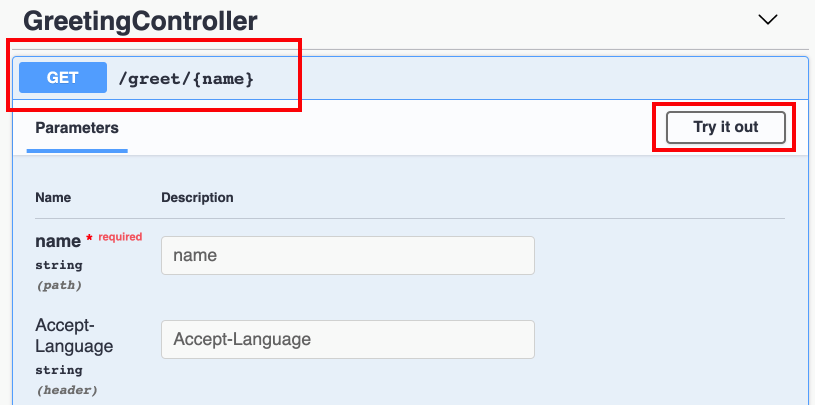 GreetingController
GET /greet/{name}
Parameters
Try it out
Name Description
name * required
name
string
(path)
Accept-
Language
Accept-Language
string
(header)